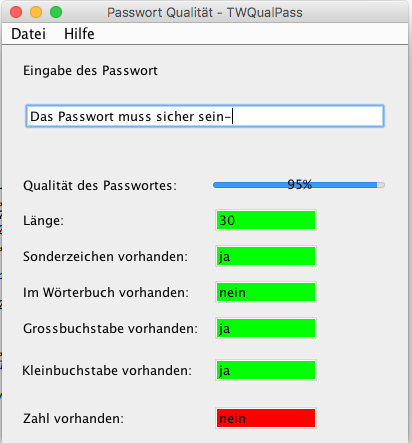 Passwort Qualität - TWQualPass
Datei Hilfe
Eingabe des Passwort
Das Passwort muss sicher sein-
Qualität des Passwortes: 95%
Länge: 30
Sonderzeichen vorhanden: ja
Im Wörterbuch vorhanden: nein
Grossbuchstabe vorhanden: ja
Kleinbuchstabe vorhanden: ja
Zahl vorhanden: nein